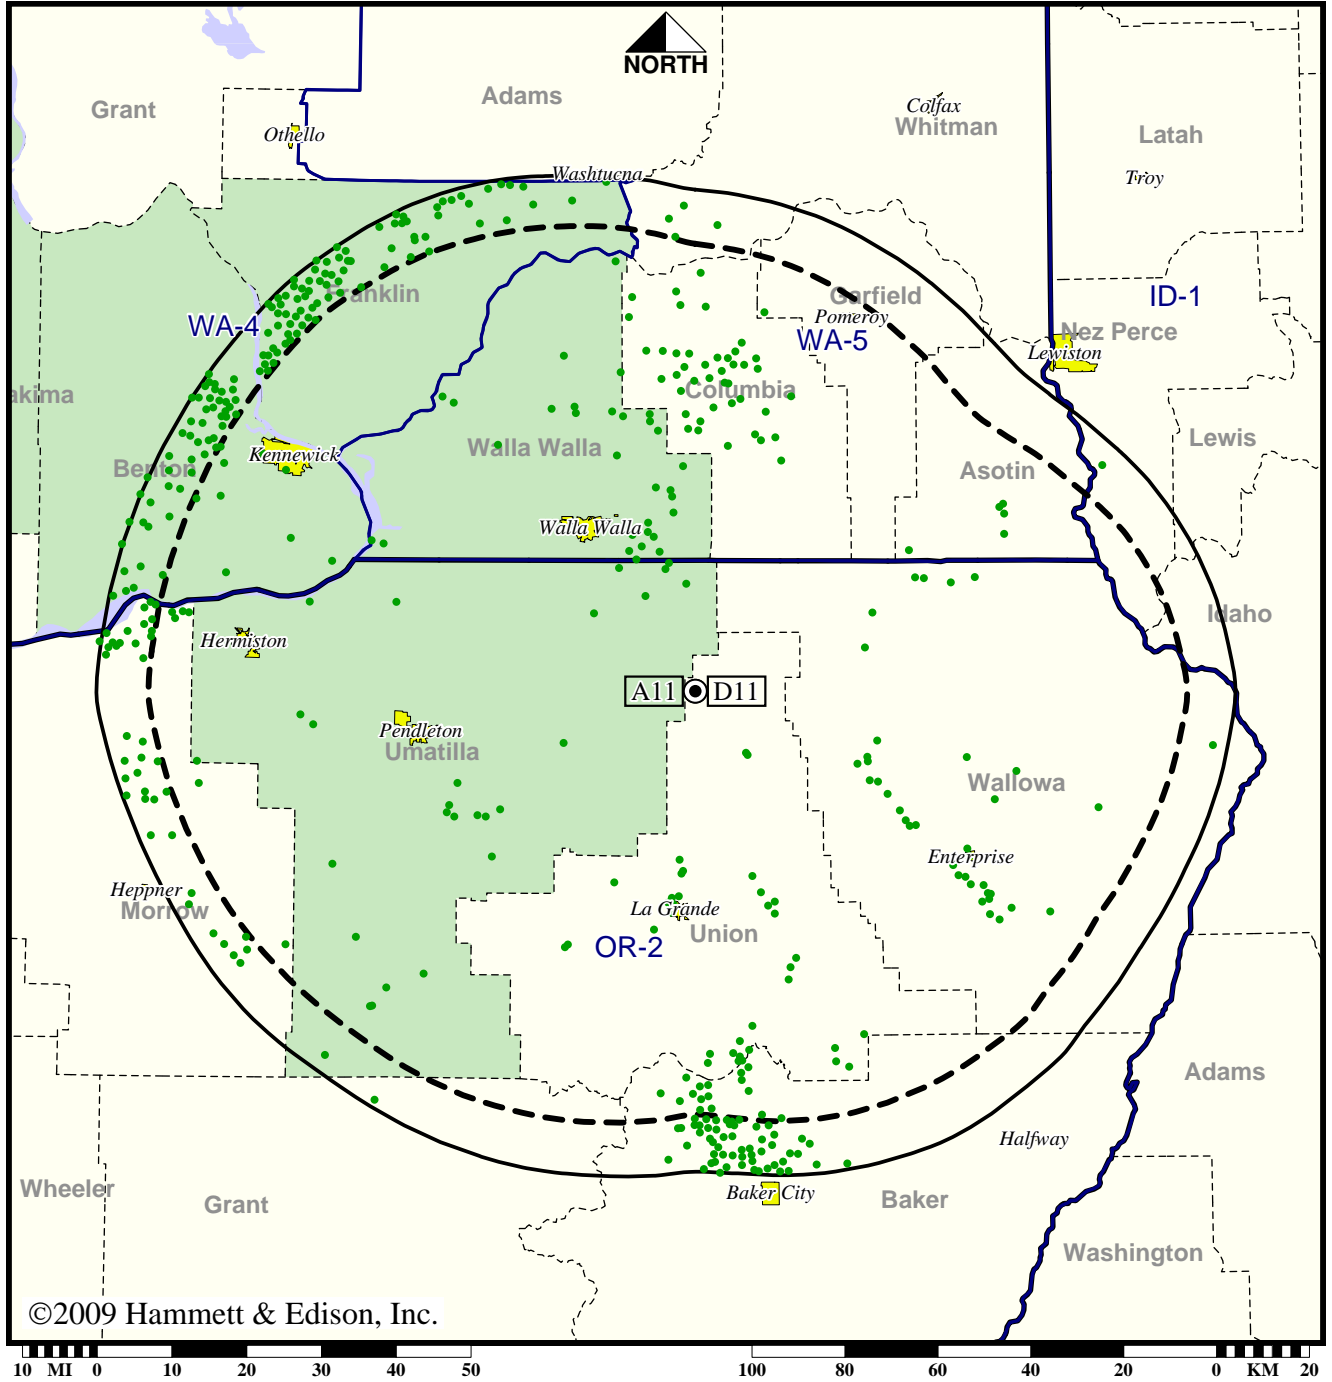 NORTH
Grant
Adams
Colfax
Whitman
Othello
Latah
Washtucna
Troy
Franklin
Garfield
ID-1
WA-4
Pomeroy
WA-5
Nez Perce
Lewiston
akima
Columbia
Benton
Kennewick
Walla Walla
Lewis
Asotin
Walla Walla
Idaho
Hermiston
A11
D11
Pendleton
Umatilla
Wallowa
Enterprise
Heppner
Morrow
La Grande
Union
OR-2
Adams
Halfway
Wheeler
Grant
Baker City
Baker
Washington
©2009 Hammett & Edison, Inc.
10 MI 0 10 20 30 40 50 100 80 60 40 20 0 KM 20